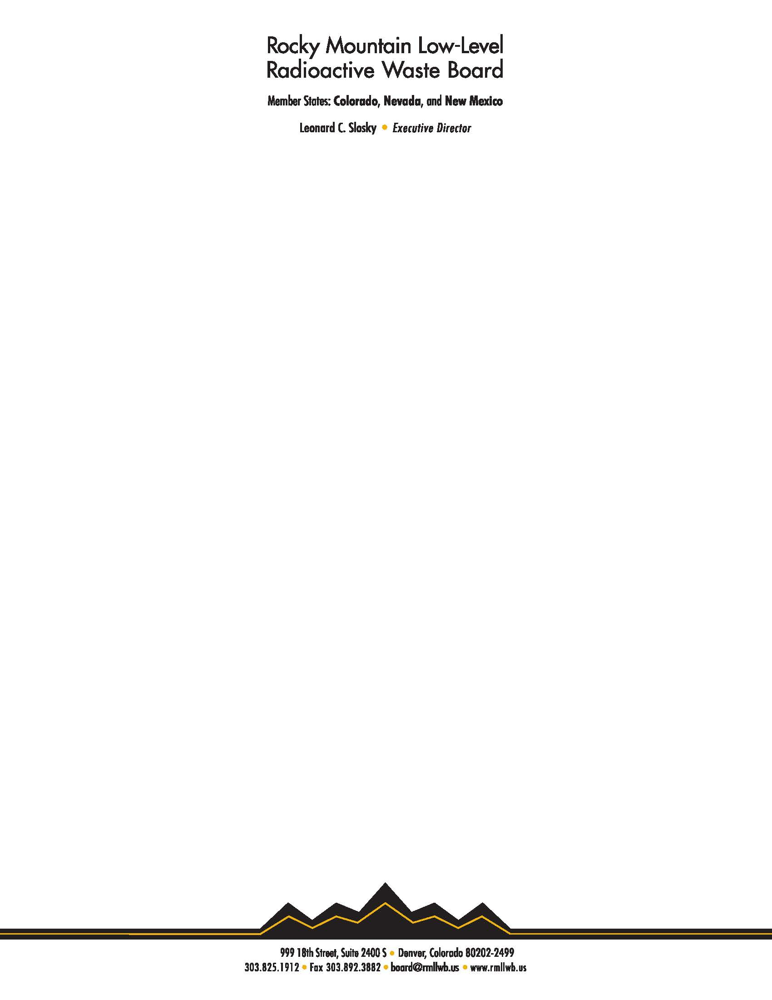 Rocky Mountain Low-Level
Radioactive Waste Board
Member States: Colorado, Nevada, and New Mexico
Leonard C. Slosky • Executive Director
999 18th Street, Suite 2400 S • Denver, Colorado 80202-2499
303.825.1912 • Fax 303.892.3882 • board@rmllwb.us • www.rmllwb.us